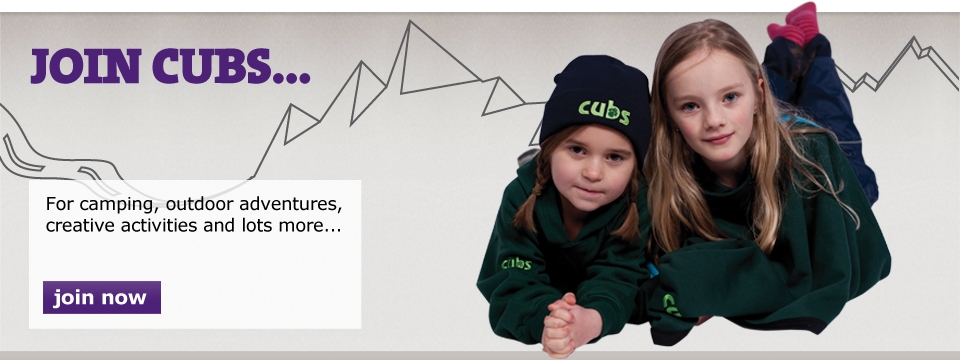 JOIN CUBS...
cubs
For camping, outdoor adventures,
creative activities and lots more...
cubs
join now